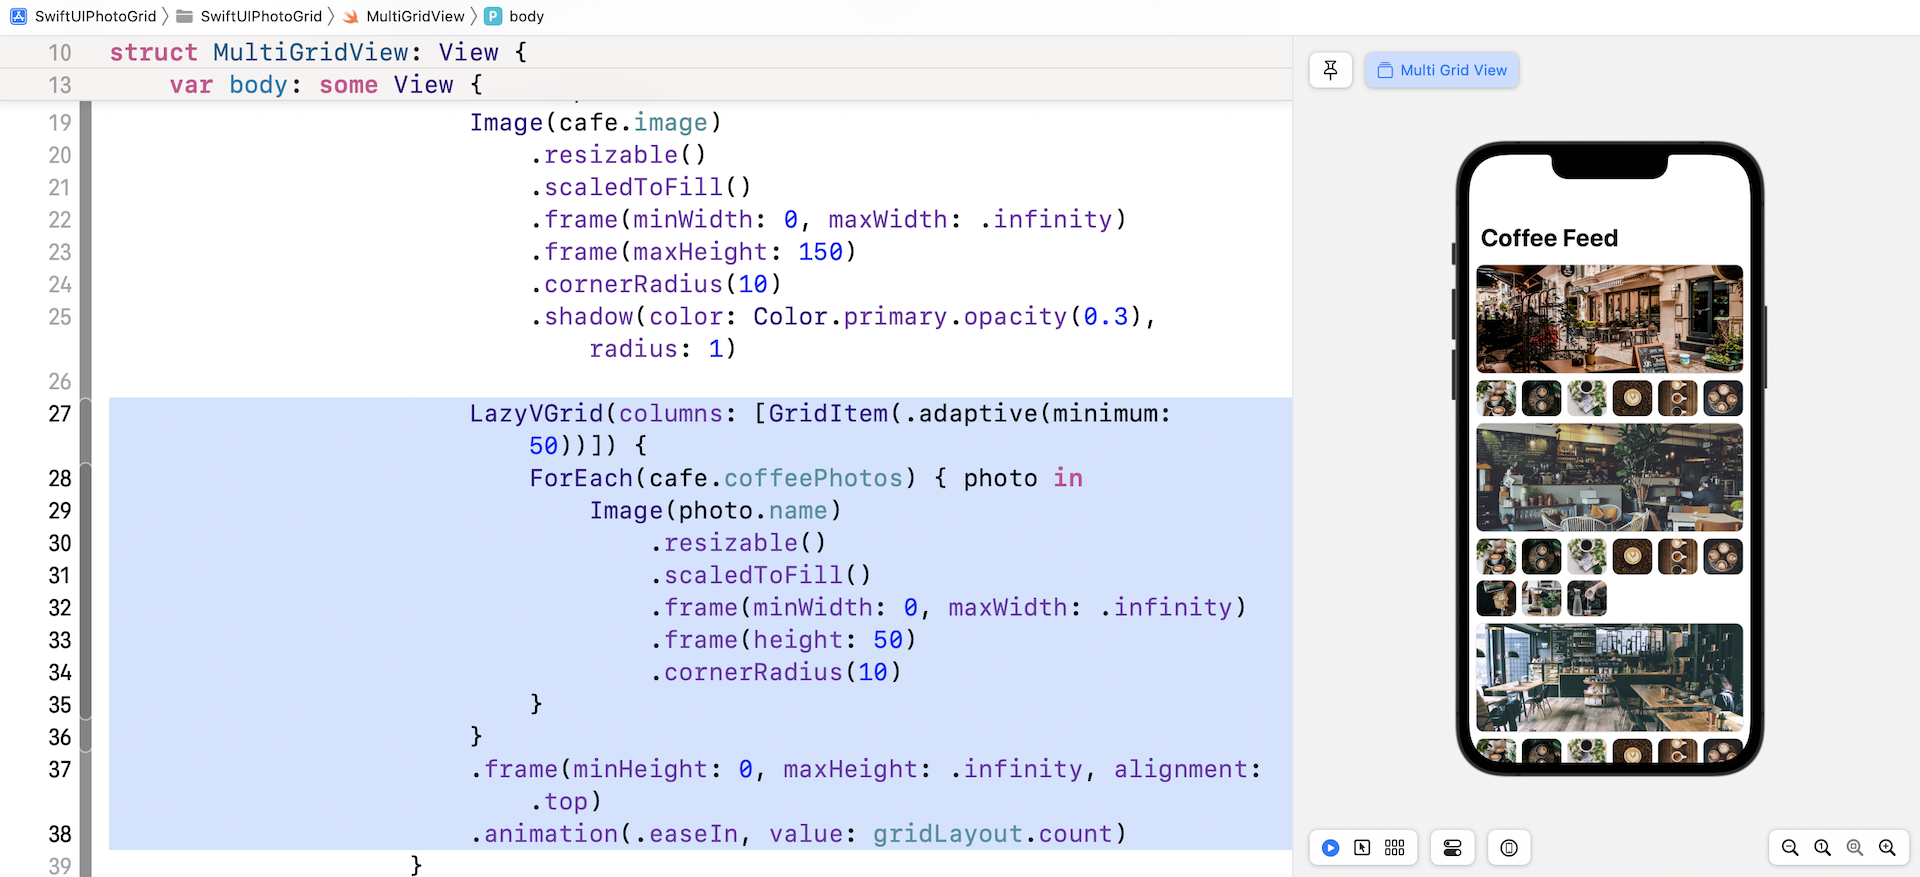 SwiftUIPhotoGrid 〉 SwiftUIPhotoGrid 〉 MultiGridView 〉 P body
10 struct MultiGridView: View {
13 var body: some View {
19 Image(cafe.image)
20 .resizable()
21 .scaledToFill()
22 .frame(minWidth: 0, maxWidth: .infinity)
23 .frame(maxHeight: 150)
24 .cornerRadius(10)
25 .shadow(color: Color.primary.opacity(0.3),
radius: 1)
26
27 LazyVGrid(columns: [GridItem(.adaptive(minimum:
50))]) {
28 ForEach(cafe.coffeePhotos) { photo in
29 Image(photo.name)
30 .resizable()
31 .scaledToFill()
32 .frame(minWidth: 0, maxWidth: .infinity)
33 .frame(height: 50)
34 .cornerRadius(10)
35 }
36 }
37 .frame(minHeight: 0, maxHeight: .infinity, alignment:
.top)
38 .animation(.easeIn, value: gridLayout.count)
39 }
Multi Grid View
Coffee Feed